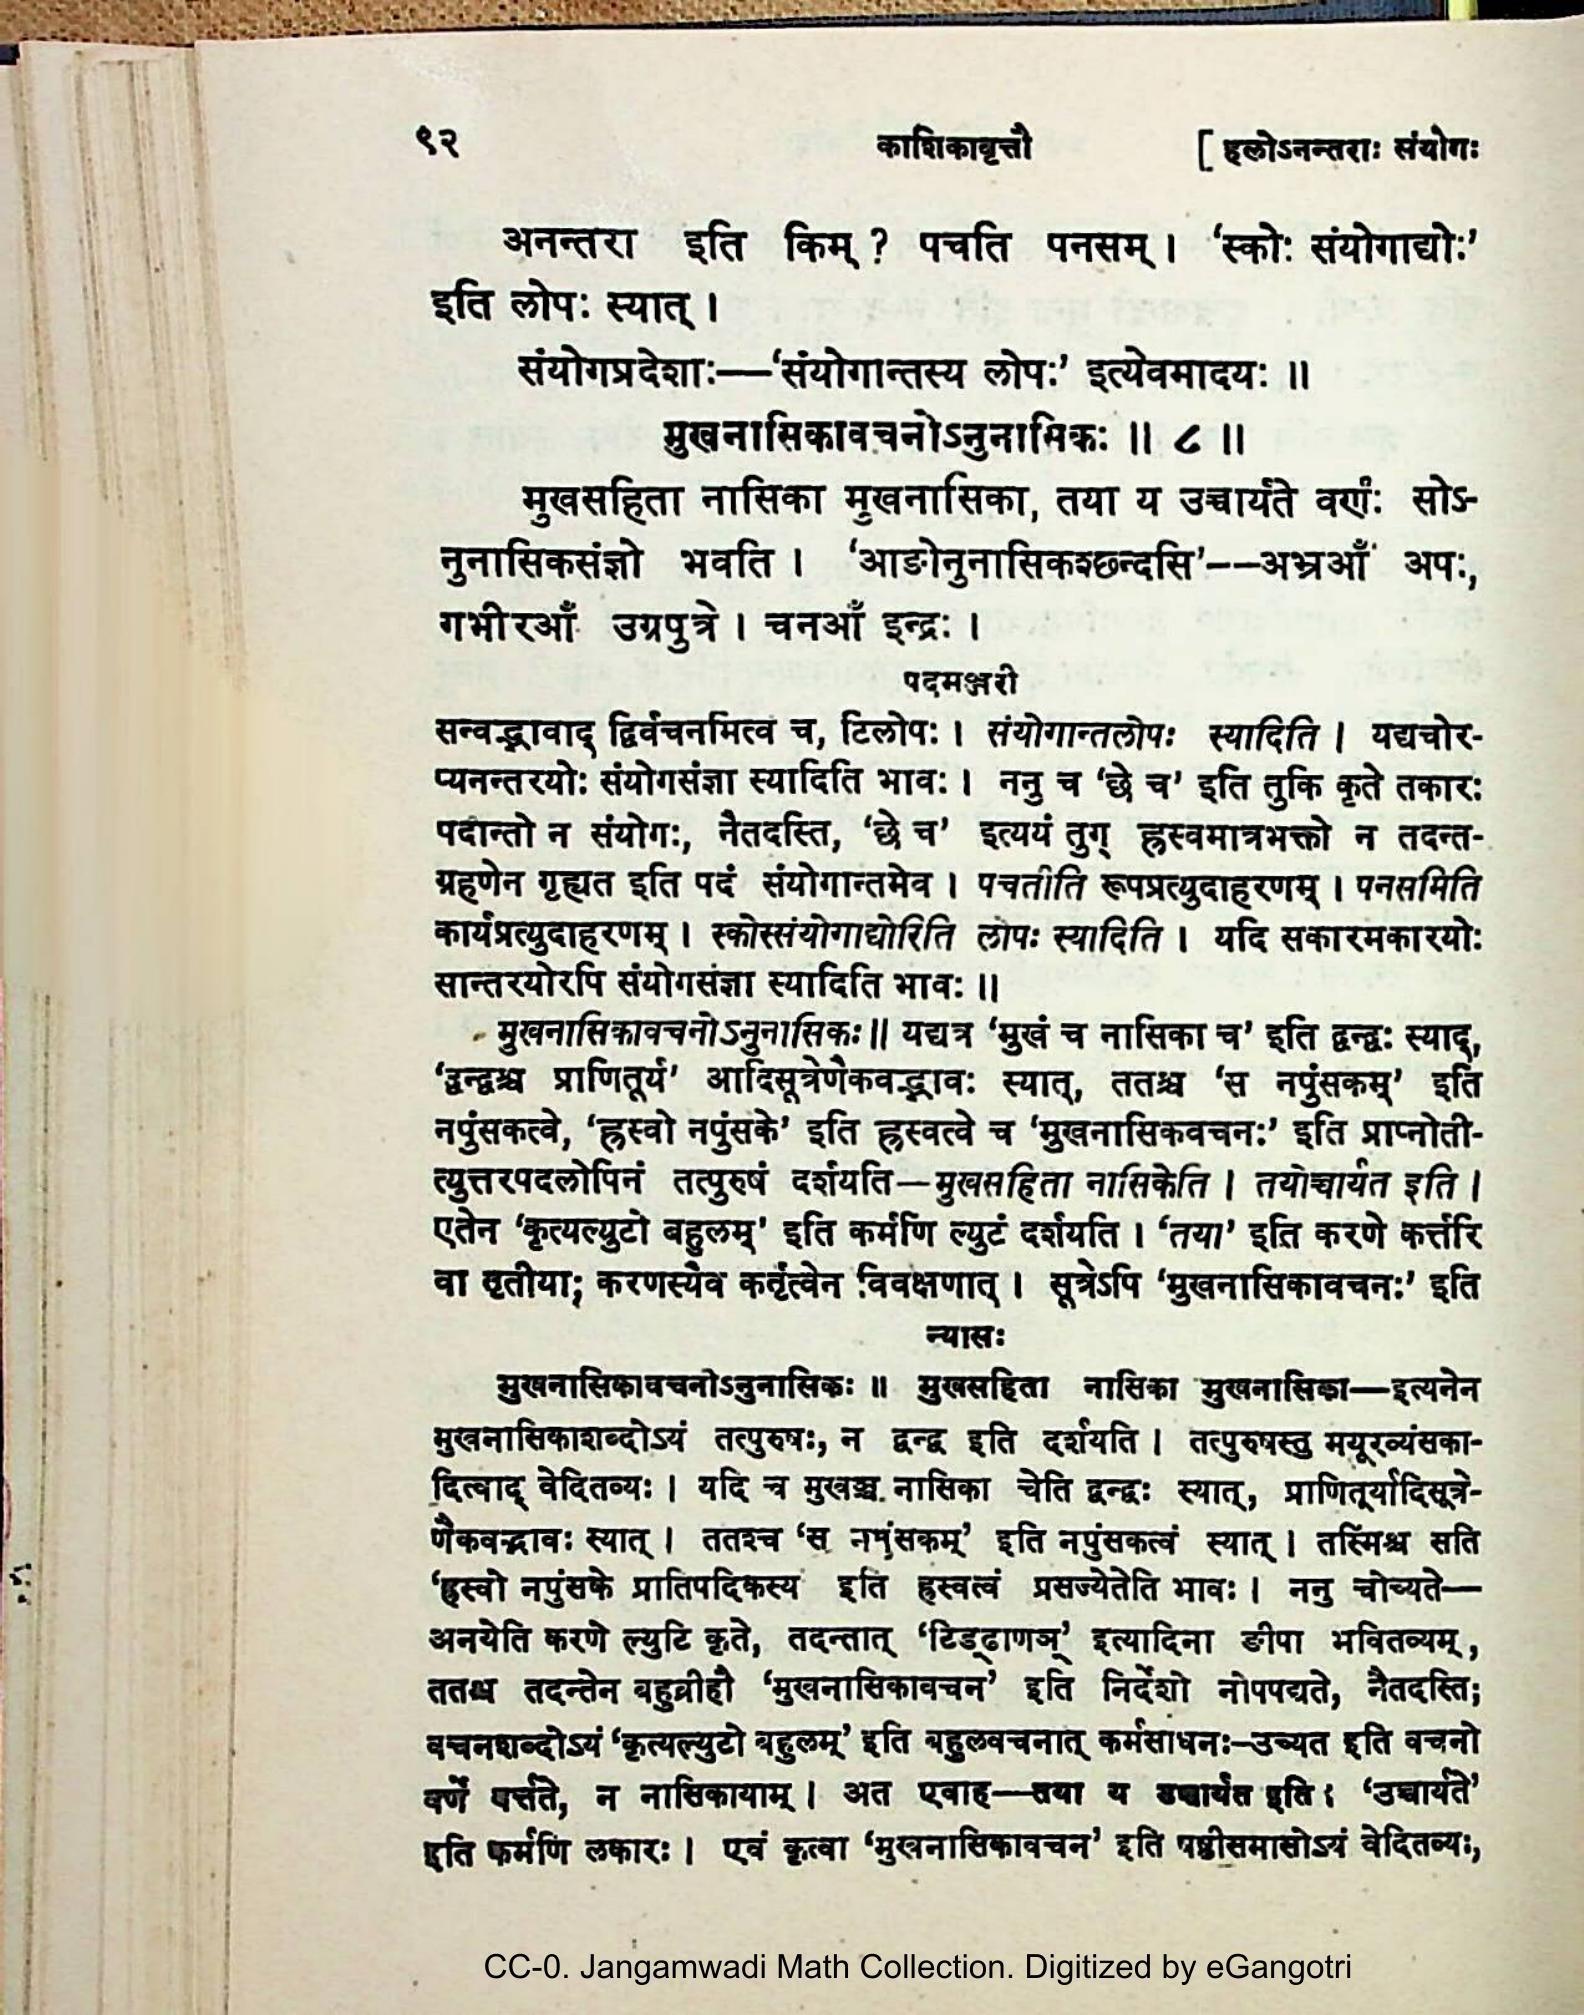 ९२ काशिकावृत्तौ [ हलोऽनन्तराः संयोगः
अनन्तरा इति किम् ? पचति पनसम् । ‘स्कोः संयोगाद्योः’
इति लोपः स्यात् ।
संयोगप्रदेशाः—‘संयोगान्तस्य लोपः’ इत्येवमादयः ॥
मुखनासिकावचनोऽनुनासिकः ॥ ८ ॥
मुखसहिता नासिका मुखनासिका, तया य उच्चार्यते वर्णः सोऽ-
नुनासिकसंज्ञो भवति । ‘आङोनुनासिकश्छन्दसि’--अभ्रआँ अपः,
गभीरआँ उग्रपुत्रे । चनआँ इन्द्रः ।
पदमञ्जरी
सन्वद्भावाद् द्विर्वचनमित्वं च, टिलोपः । संयोगान्तलोपः स्यादिति । यद्यचोर-
प्यनन्तरयोः संयोगसंज्ञा स्यादिति भावः । ननु च ‘छे च’ इति तुकि कृते तकारः
पदान्तो न संयोगः, नैतदस्ति, ‘छे च’ इत्ययं तुग् ह्रस्वमात्रभक्तो न तदन्त-
ग्रहणेन गृह्यत इति पदं संयोगान्तमेव । पचतीति रूपप्रत्युदाहरणम् । पनसमिति
कार्यप्रत्युदाहरणम् । स्कोस्संयोगाद्योरिति लोपः स्यादिति । यदि सकारमकारयोः
सान्तरयोरपि संयोगसंज्ञा स्यादिति भावः ॥
मुखनासिकावचनोऽनुनासिकः ॥ यद्यत्र ‘मुखं च नासिका च’ इति द्वन्द्वः स्याद्,
‘द्वन्द्वश्च प्राणितूर्य’ आदिसूत्रेणैकवद्भावः स्यात्, ततश्च ‘स नपुंसकम्’ इति
नपुंसकत्वे, ‘ह्रस्वो नपुंसके’ इति ह्रस्वत्वे च ‘मुखनासिकवचनः’ इति प्राप्नोती-
त्युत्तरपदलोपिनं तत्पुरुषं दर्शयति—मुखसहिता नासिकेति । तयोच्चार्यत इति ।
एतेन ‘कृत्यल्युटो बहुलम्’ इति कर्मणि ल्युटं दर्शयति । ‘तया’ इति करणे कर्त्तरि
वा तृतीया; करणस्यैव कर्तृत्वेन विवक्षणात् । सूत्रेऽपि ‘मुखनासिकावचनः’ इति
न्यासः
मुखनासिकावचनोऽनुनासिकः ॥ मुखसहिता नासिका मुखनासिका—इत्यनेन
मुखनासिकाशब्दोऽयं तत्पुरुषः, न द्वन्द्व इति दर्शयति । तत्पुरुषस्तु मयूरव्यंसका-
दित्वाद् वेदितव्यः । यदि च मुखञ्च नासिका चेति द्वन्द्वः स्यात्, प्राणितूर्यादिसूत्रे-
णैकवद्भावः स्यात् । ततश्च ‘स नपुंसकम्’ इति नपुंसकत्वं स्यात् । तस्मिंश्च सति
‘ह्रस्वो नपुंसके प्रातिपदिकस्य इति ह्रस्वत्वं प्रसज्येतेति भावः । ननु चोच्यते—
अनयेति करणे ल्युटि कृते, तदन्तात् ‘टिड्ढाणञ्’ इत्यादिना ङीपा भवितव्यम्,
ततश्च तदन्तेन बहुव्रीहौ ‘मुखनासिकावचन’ इति निर्देशो नोपपद्यते, नैतदस्ति;
वचनशब्दोऽयं ‘कृत्यल्युटो बहुलम्’ इति बहुलवचनात् कर्मसाधनः–उच्यत इति वचनो
वर्णे वर्त्तते, न नासिकायाम् । अत एवाह—तया य उच्चार्यत इति । ‘उच्चार्यते’
इति कर्मणि लकारः । एवं कृत्वा ‘मुखनासिकावचन’ इति षष्ठीसमासोऽयं वेदितव्यः,
CC-0. Jangamwadi Math Collection. Digitized by eGangotri